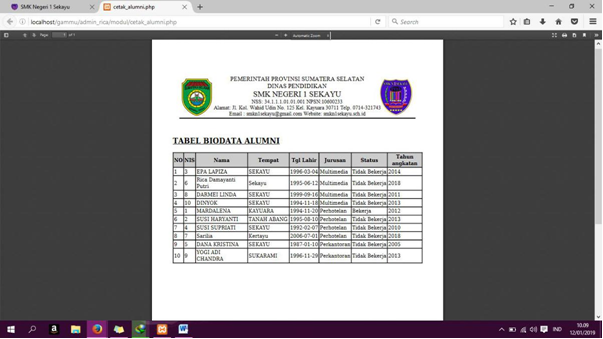 SMK Negeri 1 Sekayu
cetak_alumni.php
localhost/gammu/admin_rica/modul/cetak_alumni.php
Search
Page: 1 of 1
Automatic Zoom
PEMERINTAH PROVINSI SUMATERA SELATAN
DINAS PENDIDIKAN
SMK NEGERI 1 SEKAYU
NSS: 34.1.1.1.01.01.001 NPSN:10600233
Alamat: Jl. Kol. Wahid Udin No. 125 Kel. Kayuara 30711 Telp. 0714-321745
Email : smkn1sekayu@gmail.com Website: smkn1sekayu.sch.id
TABEL BIODATA ALUMNI
NO NIS Nama Tempat Tgl Lahir Jurusan Status Tahun angkatan
1 3 EPA LAPIZA SEKAYU 1996-03-04 Multimedia Tidak Bekerja 2014
2 6 Rica Damayanti Putri Sekayu 1995-06-12 Multimedia Tidak Bekerja 2018
3 8 DARMEI LINDA SEKAYU 1999-09-16 Multimedia Tidak Bekerja 2011
4 10 DINYOK SEKAYU 1994-11-18 Multimedia Tidak Bekerja 2013
5 1 MARDALENA KAYUARA 1994-11-20 Perhotelan Bekerja 2012
6 2 SUSI HARYANTI TANAH ABANG 1995-08-10 Perhotelan Tidak Bekerja 2013
7 4 SUSI SUPRIATI SEKAYU 1992-02-07 Perhotelan Tidak Bekerja 2010
8 7 Sarilia Kertayu 2006-07-01 Perhotelan Tidak Bekerja 2018
9 5 DANA KRISTINA SEKAYU 1987-01-10 Perkantoran Tidak Bekerja 2005
10 9 YOGI ADI CHANDRA SUKARAMI 1996-11-29 Perkantoran Tidak Bekerja 2013
IND
10.09
12/01/2019